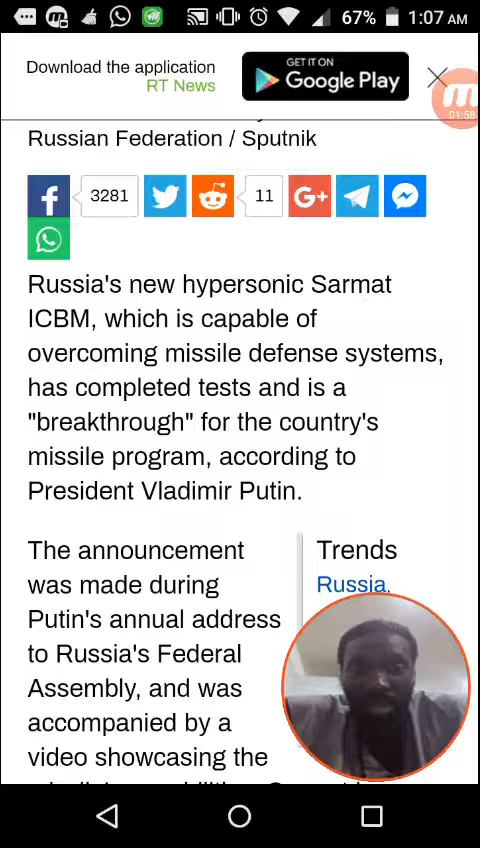 67% 1:07 AM
Download the application
RT News
GET IT ON
Google Play
01:58
Russian Federation / Sputnik
3281
11
G+
Russia's new hypersonic Sarmat
ICBM, which is capable of
overcoming missile defense systems,
has completed tests and is a
"breakthrough" for the country's
missile program, according to
President Vladimir Putin.
The announcement
was made during
Putin's annual address
to Russia's Federal
Assembly, and was
accompanied by a
video showcasing the
Trends
Russia,